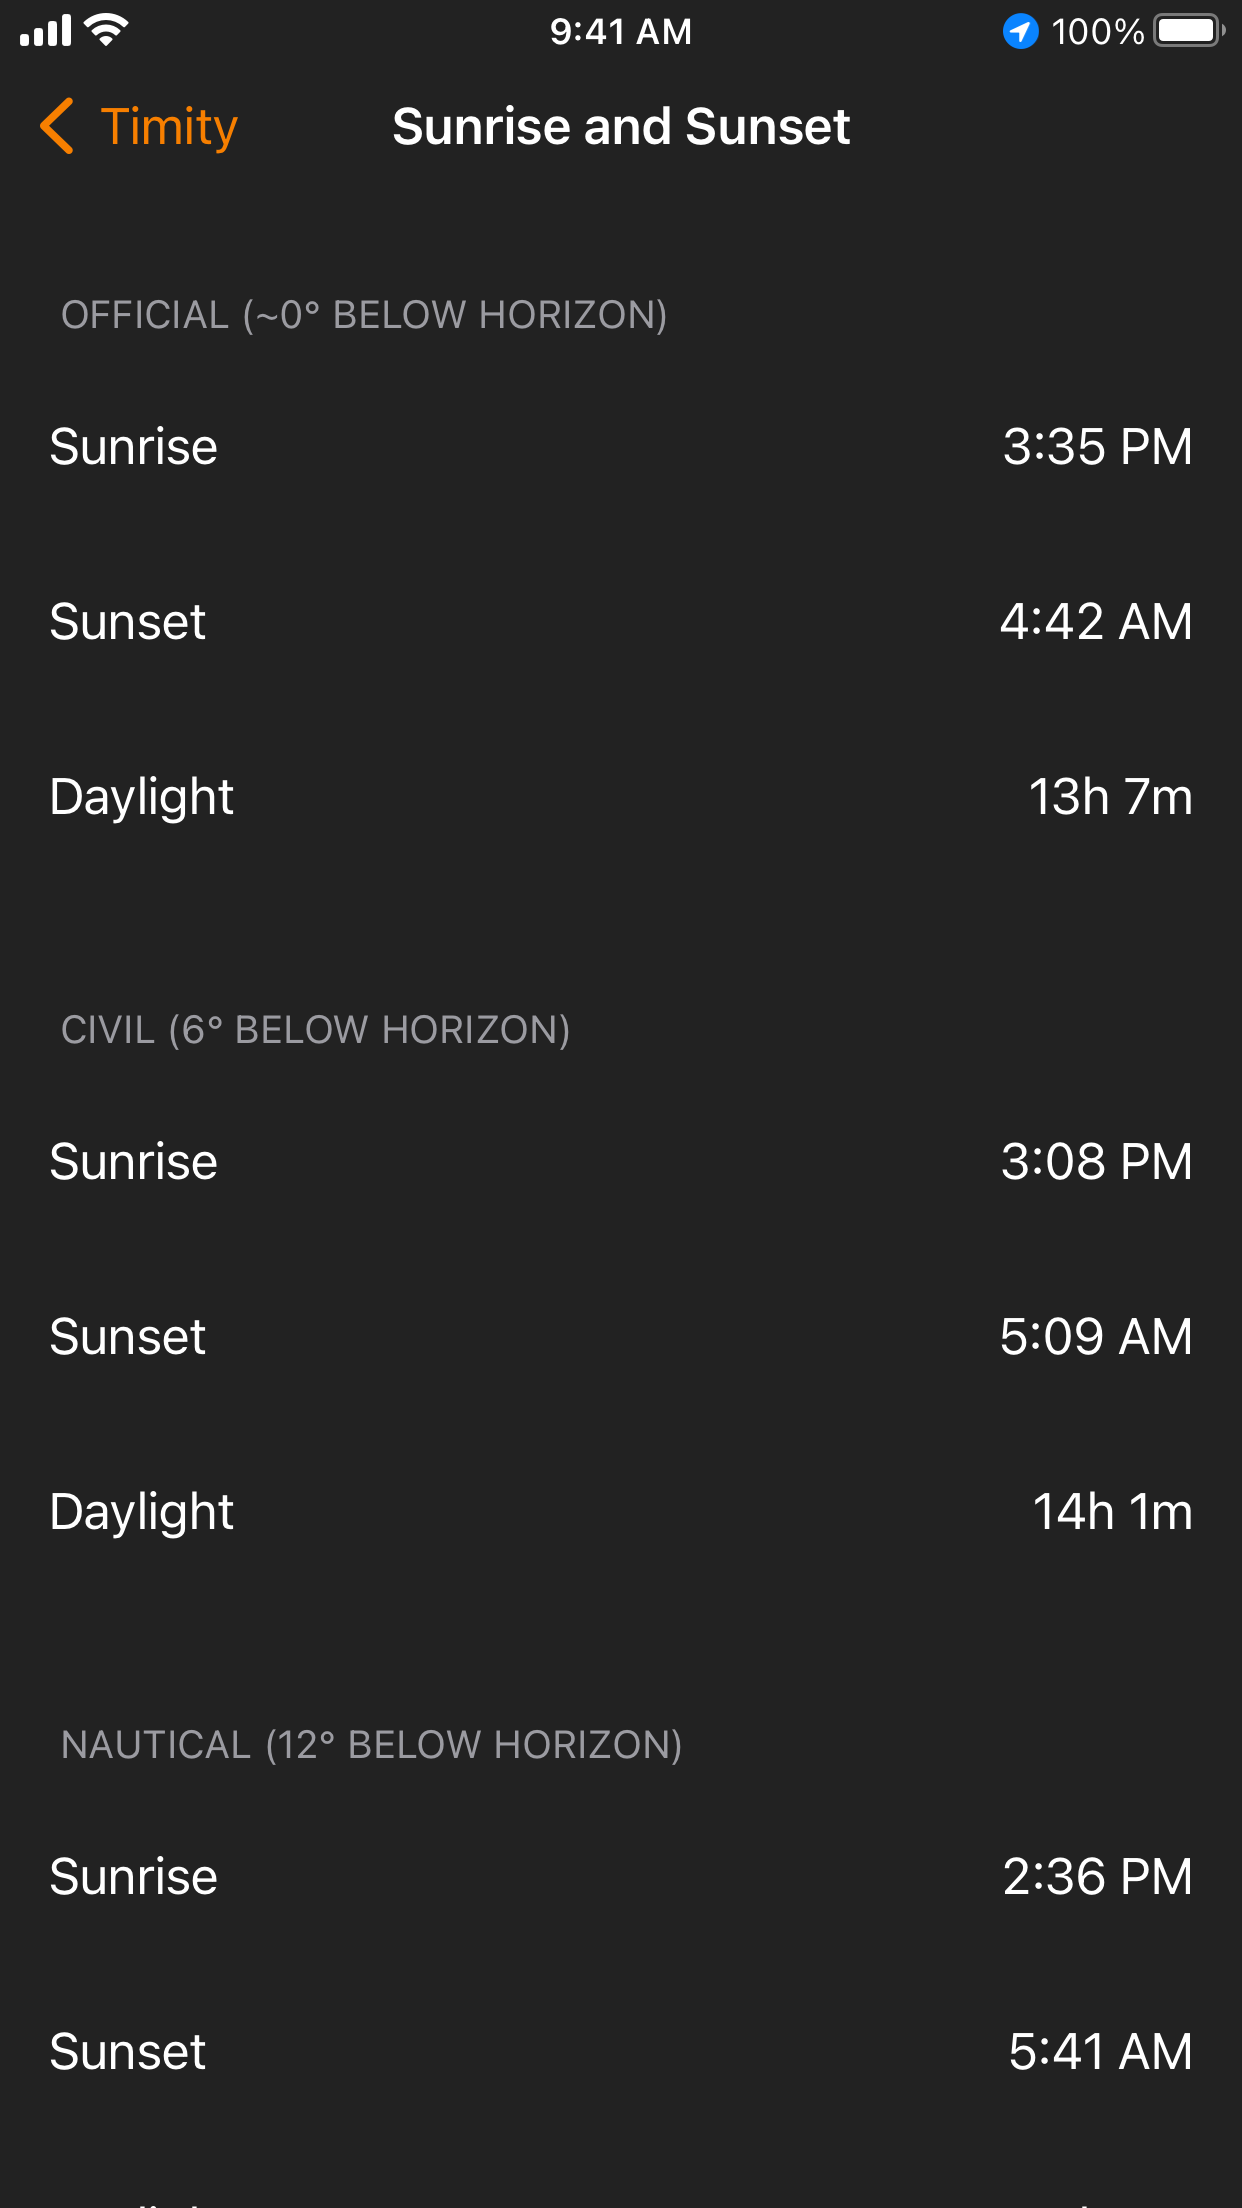 9:41 AM
100%
Timity
Sunrise and Sunset
OFFICIAL (~0° BELOW HORIZON)
Sunrise 3:35 PM
Sunset 4:42 AM
Daylight 13h 7m
CIVIL (6° BELOW HORIZON)
Sunrise 3:08 PM
Sunset 5:09 AM
Daylight 14h 1m
NAUTICAL (12° BELOW HORIZON)
Sunrise 2:36 PM
Sunset 5:41 AM